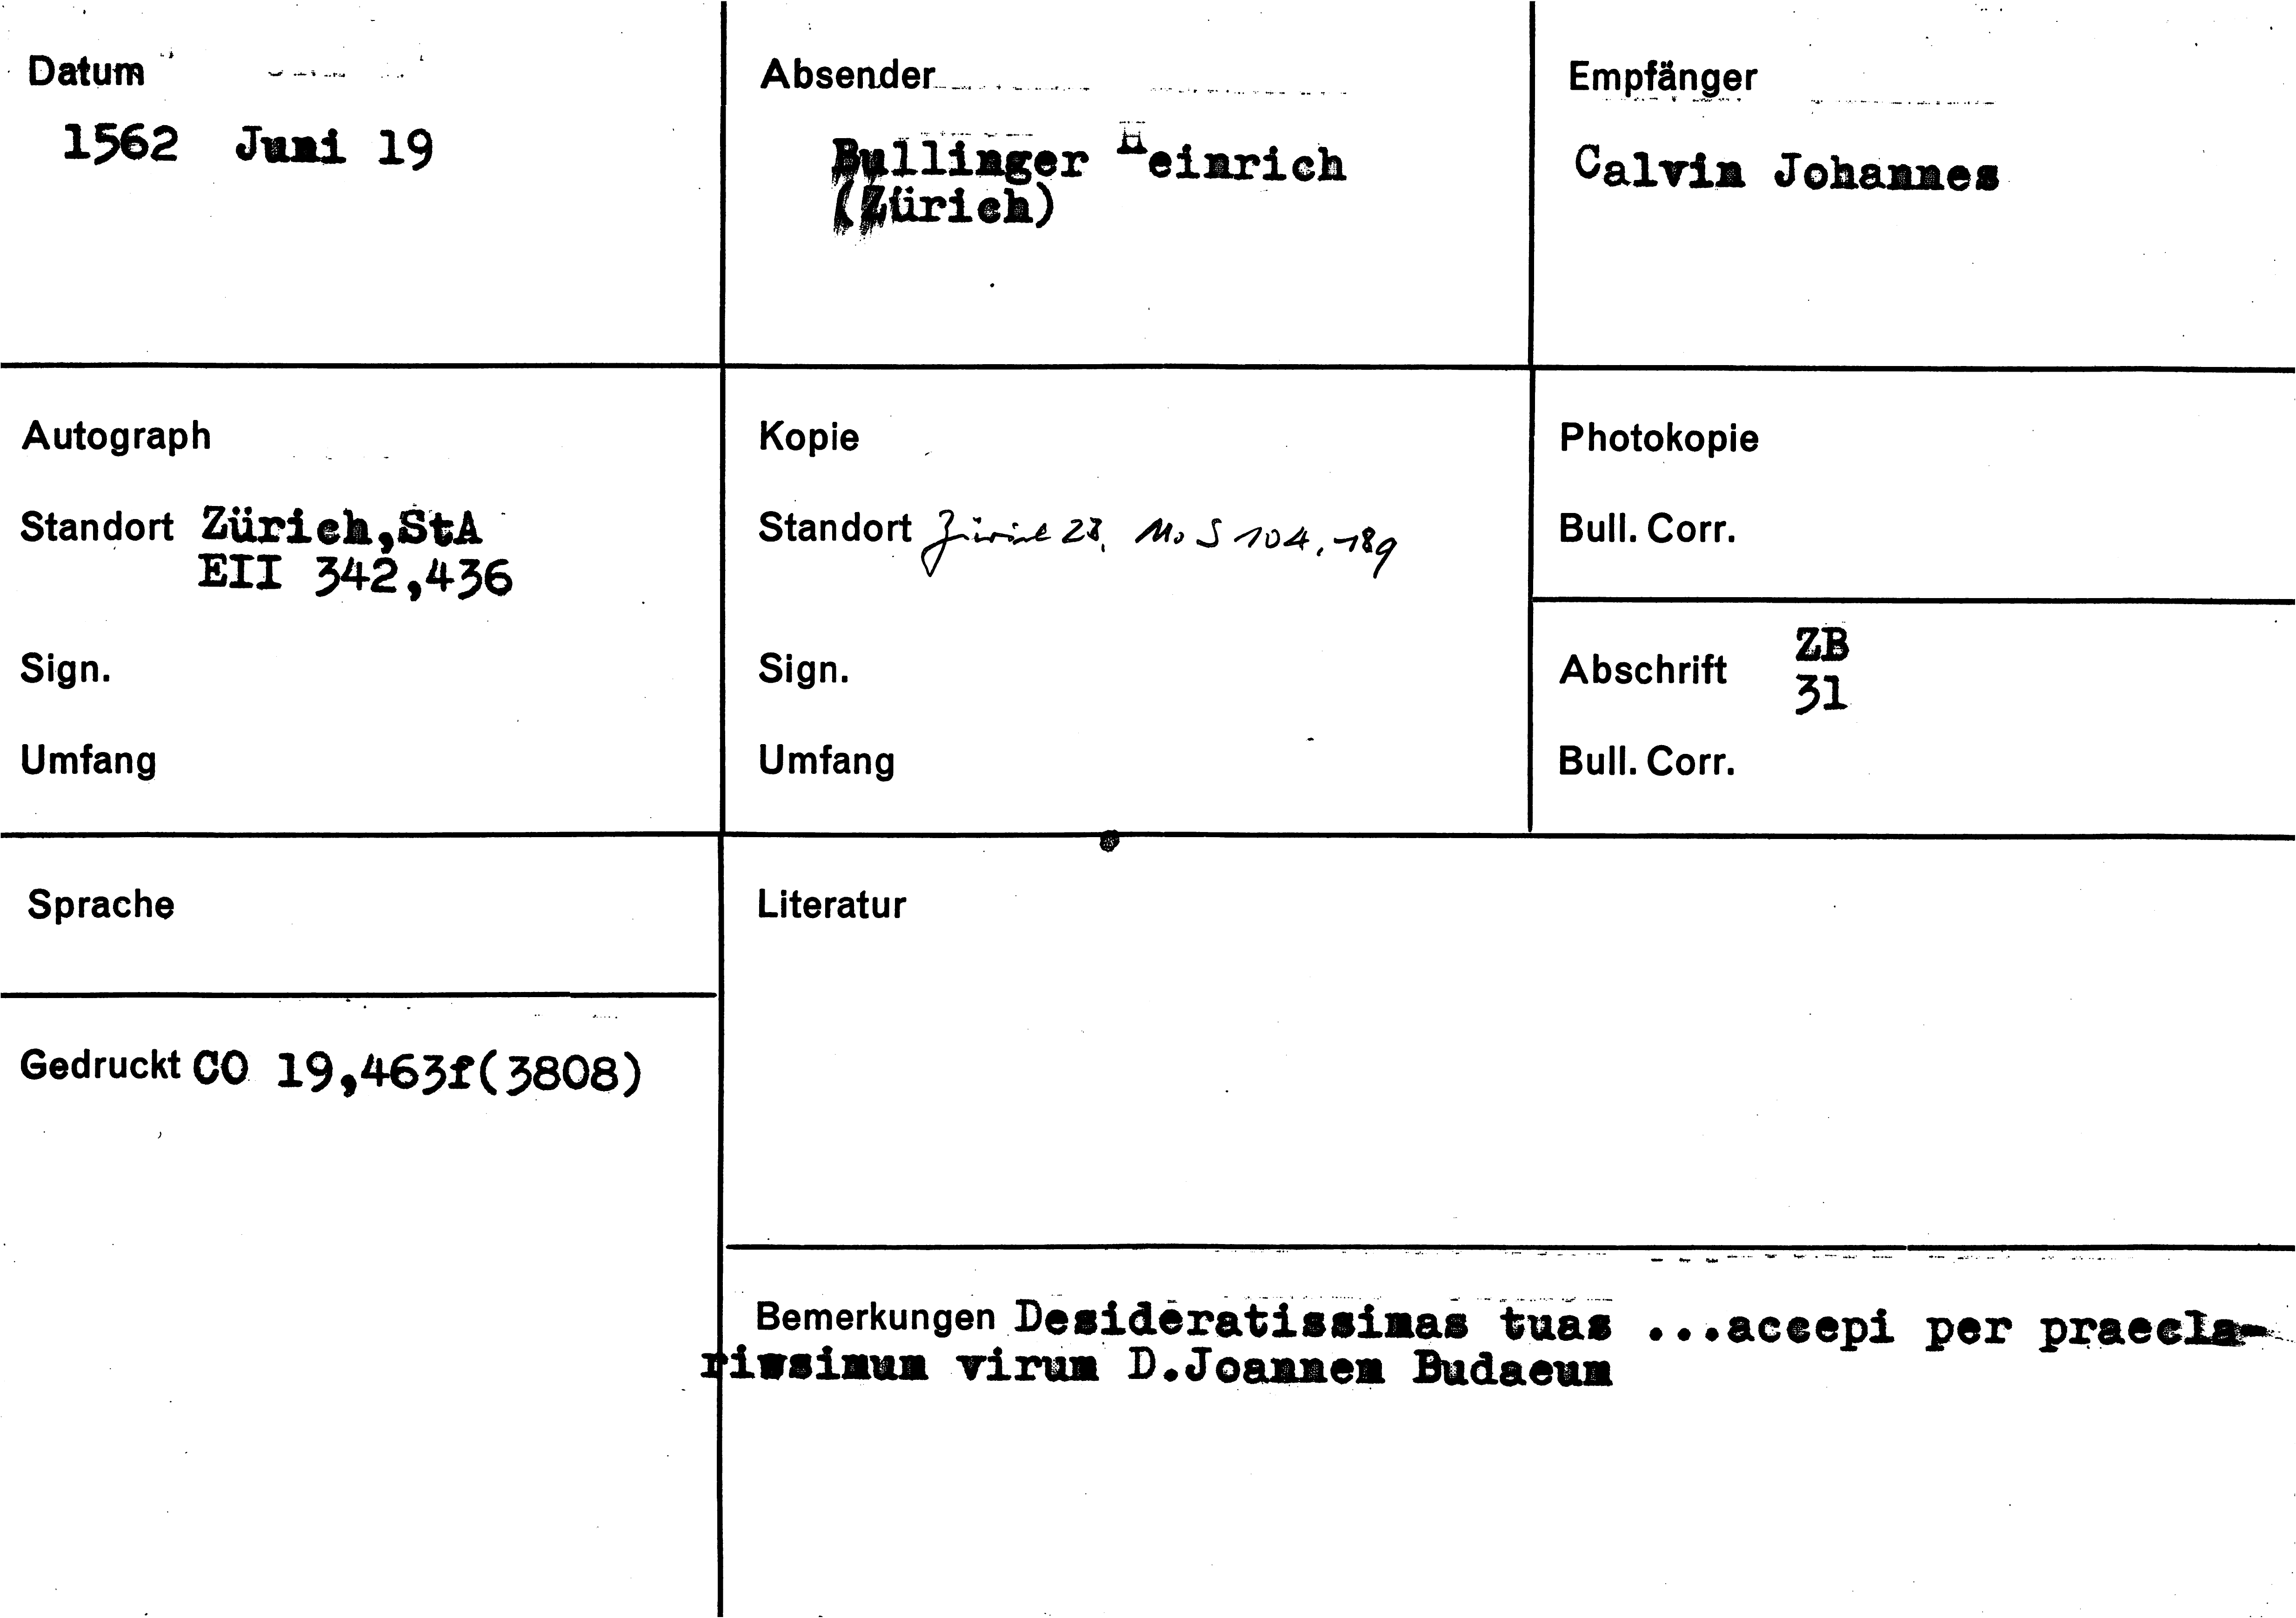 Datum
1562 Juni 19
Absender
Bullinger Heinrich
(Zürich)
Empfänger
Calvin Johannes
Autograph
Standort Zürich,StA
EII 342,436
Sign.
Umfang
Kopie
Standort Zürich ZB, Ms S 104, 189
Sign.
Umfang
Photokopie
Bull. Corr.
Abschrift ZB
31
Bull. Corr.
Sprache
Gedruckt CO 19,463f(3808)
Literatur
Bemerkungen Desideratissimas tuas ...accepi per praecla-
rissimum virum D.Joannem Budaeum